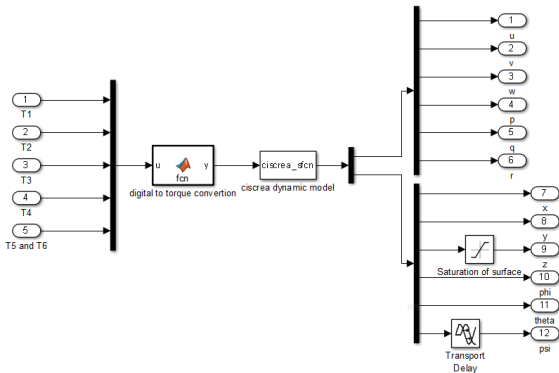 1
T1
2
T2
3
T3
4
T4
5
T5 and T6
u
y
fcn
digital to torque convertion
ciscrea_sfcn
ciscrea dynamic model
1
u
2
v
3
w
4
p
5
q
6
r
7
x
8
y
9
z
Saturation of surface
10
phi
11
theta
12
psi
Transport
Delay